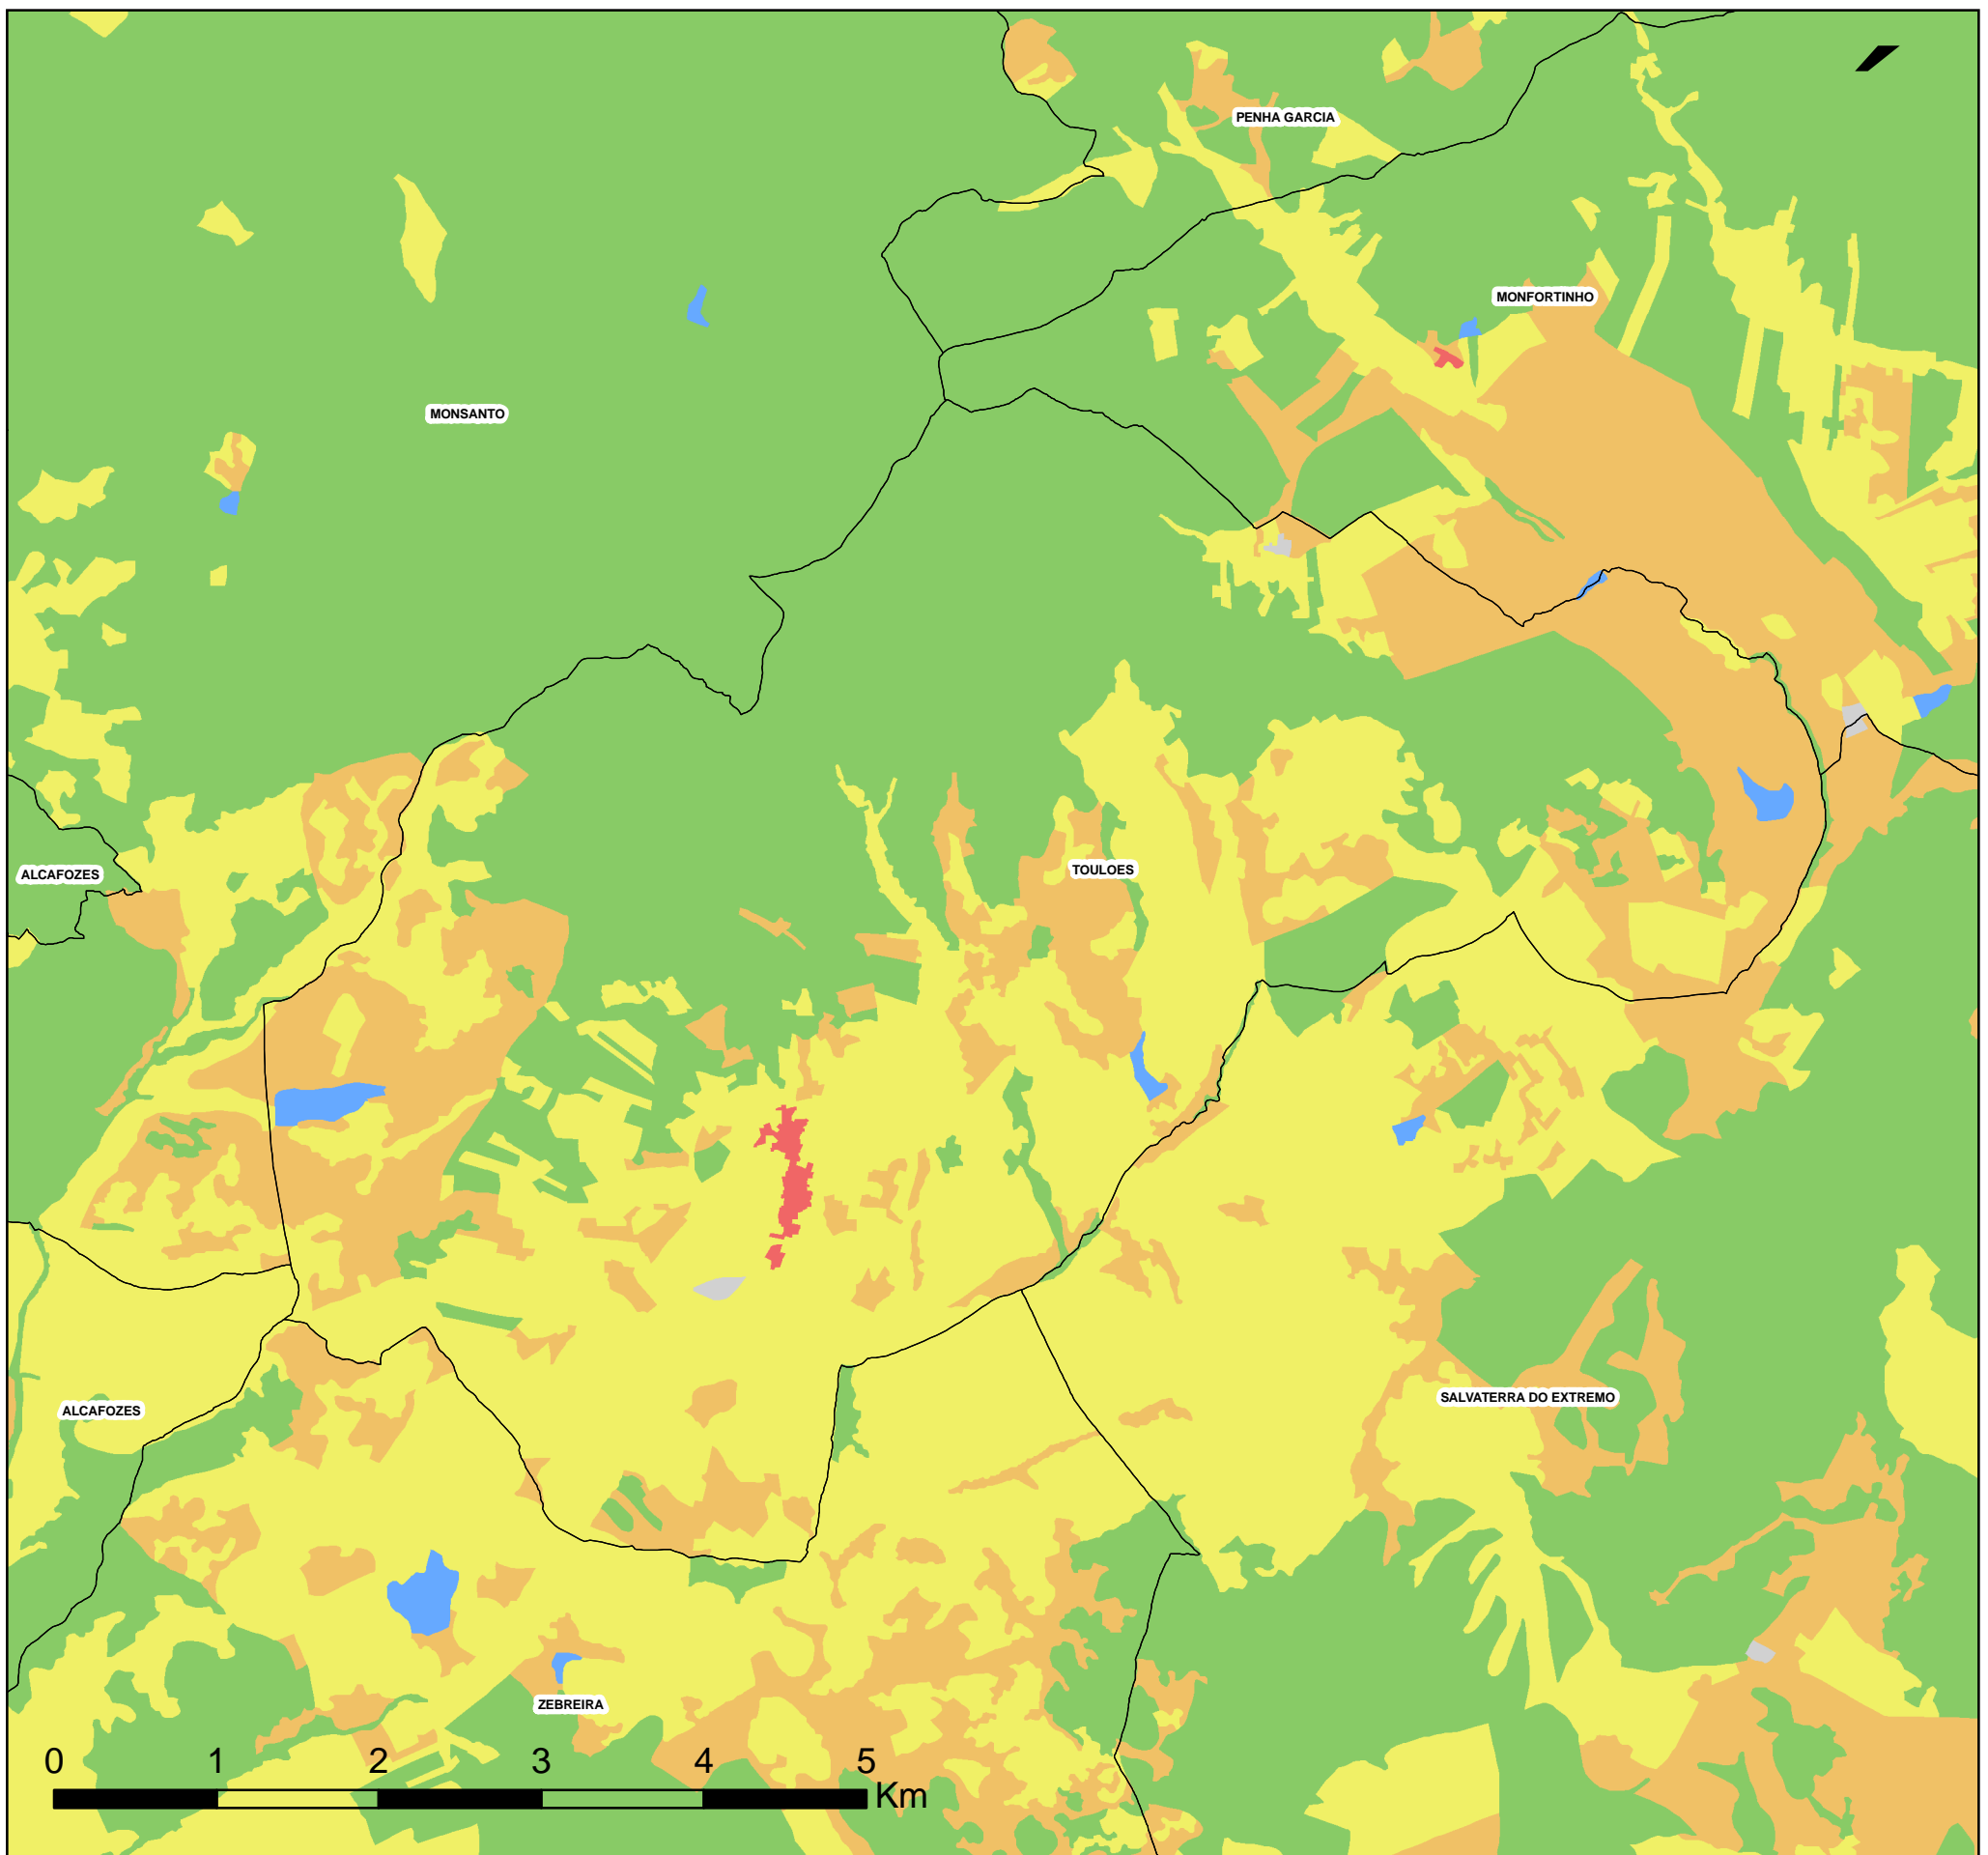 PENHA GARCIA
MONFORTINHO
MONSANTO
TOULOES
ALCAFOZES
SALVATERRA DO EXTREMO
ALCAFOZES
ZEBREIRA
0 1 2 3 4 5
Km